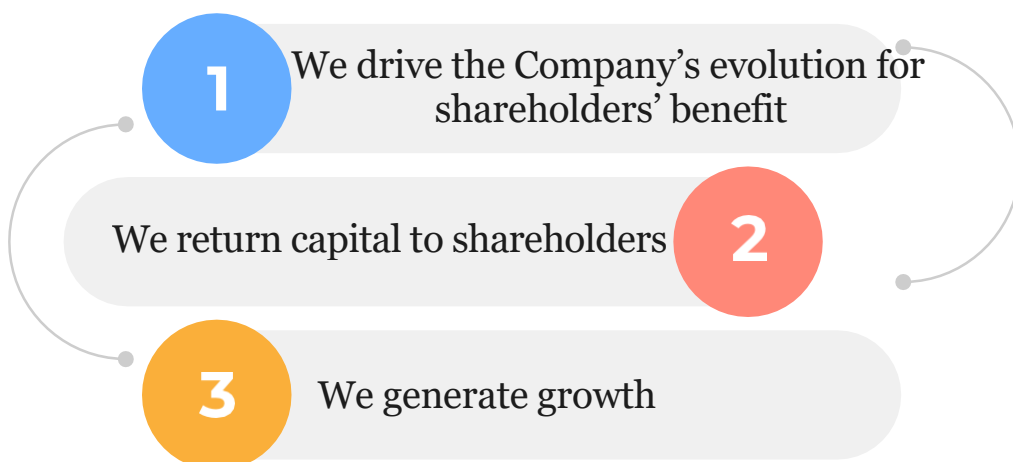 1
We drive the Company’s evolution for
shareholders’ benefit
We return capital to shareholders
2
3
We generate growth